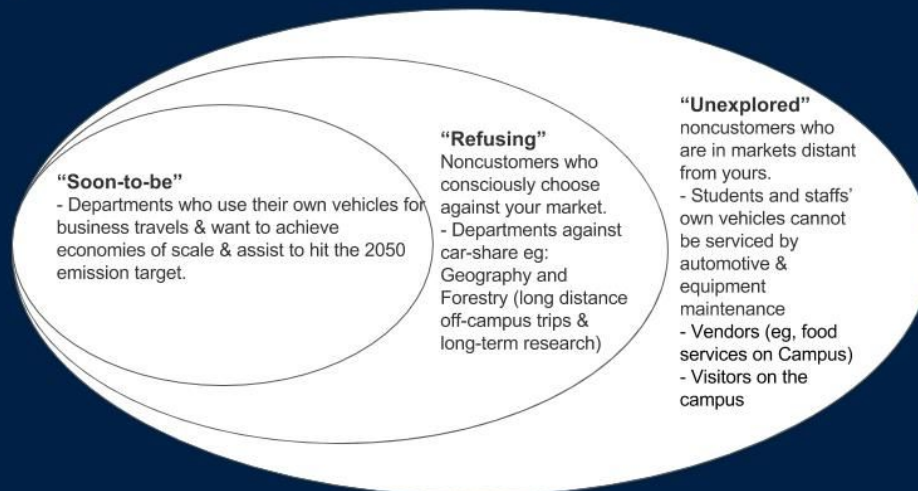 “Soon-to-be”
- Departments who use their own vehicles for
business travels & want to achieve
economies of scale & assist to hit the 2050
emission target.
“Refusing”
Noncustomers who
consciously choose
against your market.
- Departments against
car-share eg:
Geography and
Forestry (long distance
off-campus trips &
long-term research)
“Unexplored”
noncustomers who
are in markets distant
from yours.
- Students and staffs’
own vehicles cannot
be serviced by
automotive &
equipment
maintenance
- Vendors (eg, food
services on Campus)
- Visitors on the
campus